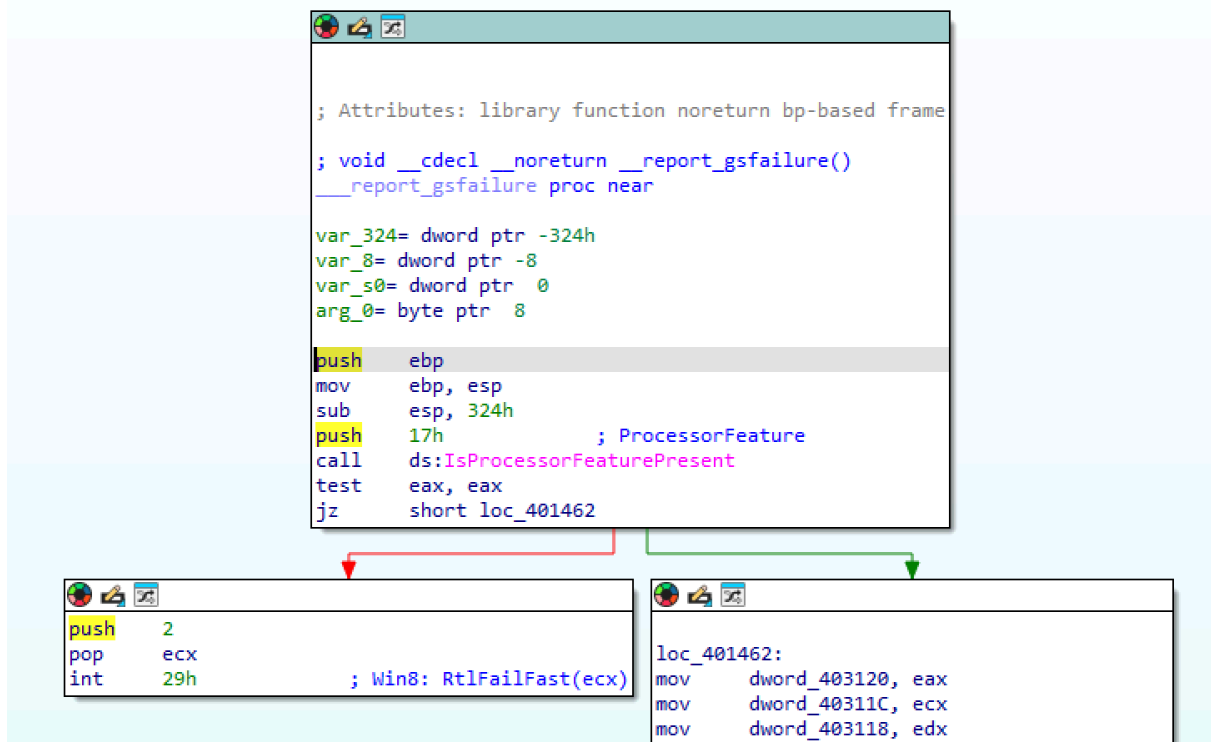 ; Attributes: library function noreturn bp-based frame
; void __cdecl __noreturn __report_gsfailure()
___report_gsfailure proc near
var_324= dword ptr -324h
var_8= dword ptr -8
var_s0= dword ptr  0
arg_0= byte ptr  8
push    ebp
mov     ebp, esp
sub     esp, 324h
push    17h             ; ProcessorFeature
call    ds:IsProcessorFeaturePresent
test    eax, eax
jz      short loc_401462
push    2
pop     ecx
int     29h             ; Win8: RtlFailFast(ecx)
loc_401462:
mov     dword_403120, eax
mov     dword_40311C, ecx
mov     dword_403118, edx